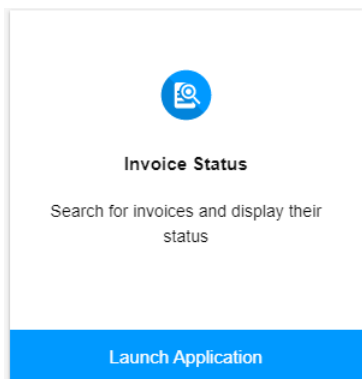 Invoice Status
Search for invoices and display their
status
Launch Application